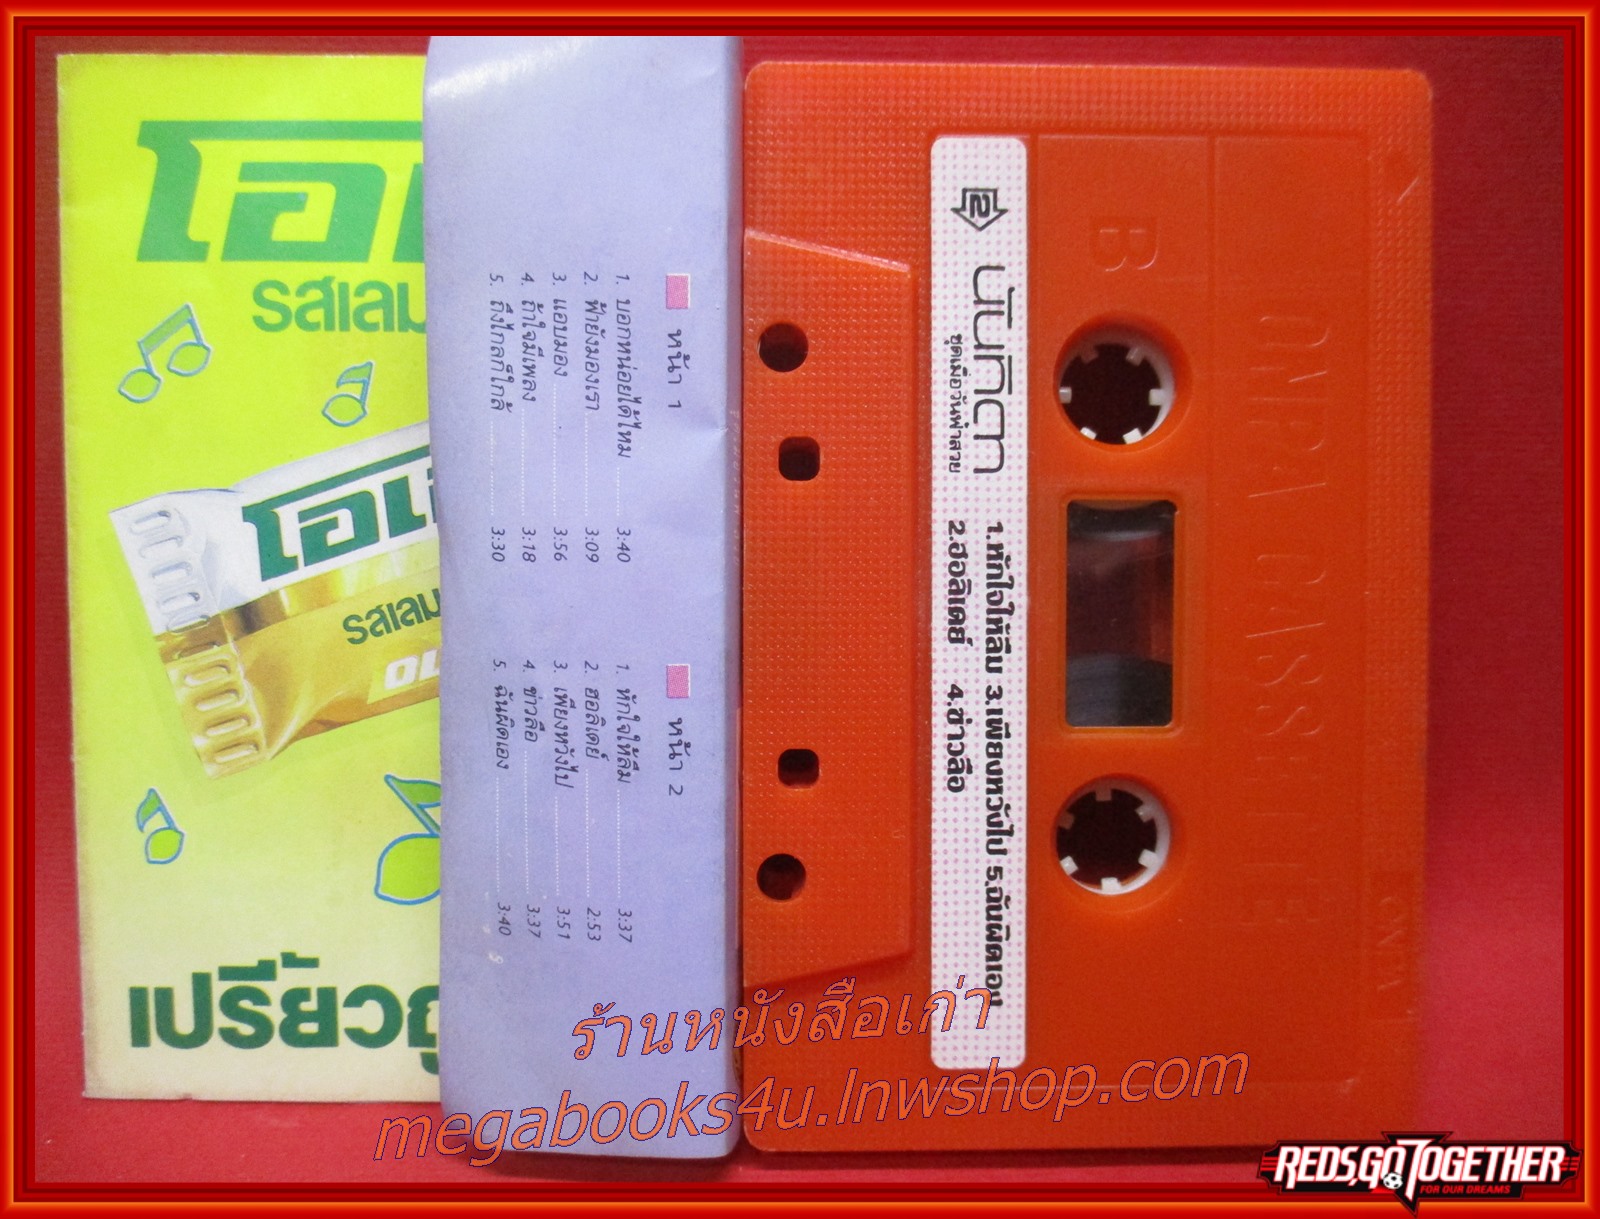 โอเ
รสเลม
โอเ
รสเลม
เปรี้ยว
หน้า 1
1. บอกหน่อยได้ไหม 3:40
2. ฟ้ายังมองเรา 3:09
3. แอบมอง 3:56
4. ถ้าใจมีเพลง 3:18
5. ถึงไกลก็ใกล้ 3:30
หน้า 2
1. หักใจให้ลืม 3:37
2. ฮอลิเดย์ 2:53
3. เพียงหวังไป 3:51
4. ข่าวลือ 3:37
5. ฉันผิดเอง 3:40
2
ชุดเมื่อวันฟ้าสวย
1.หักใจให้ลืม 3.เพียงหวังไป 5.ฉันผิดเอง
2.ฮอลิเดย์ 4.ข่าวลือ
B
ONPA CASSETTE
ONPA
ร้านหนังสือเก่า
megabooks4u.lnwshop.com
REDS,GO TOGETHER
FOR OUR DREAMS